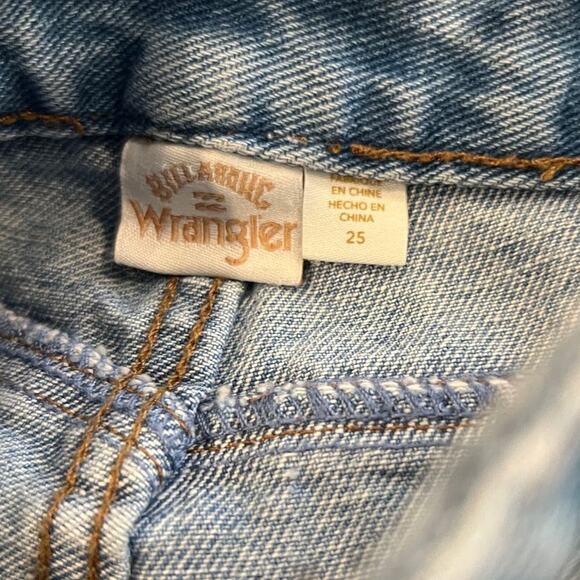 BILLABONG
Wrangler
EN CHINE
HECHO EN
CHINA
25